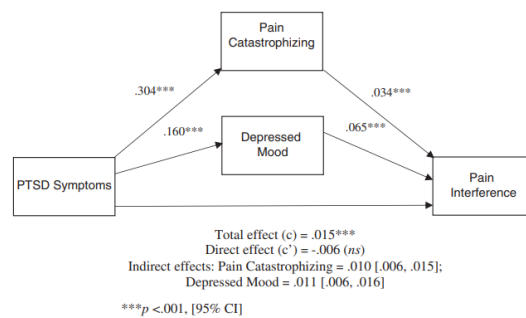 Pain
Catastrophizing
.304***
.034***
.160***
Depressed
Mood
.065***
PTSD Symptoms
Pain
Interference
Total effect (c) = .015***
Direct effect (c') = -.006 (ns)
Indirect effects: Pain Catastrophizing = .010 [.006, .015];
Depressed Mood = .011 [.006, .016]
***p <.001, [95% CI]